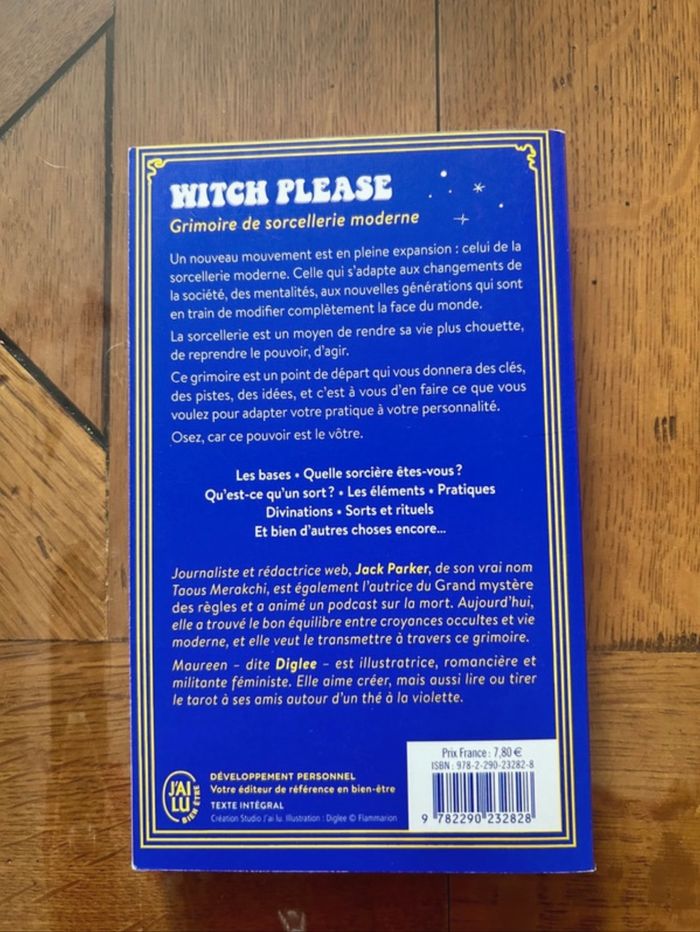 WITCH PLEASE
Grimoire de sorcellerie moderne
Un nouveau mouvement est en pleine expansion : celui de la
sorcellerie moderne. Celle qui s'adapte aux changements de
la société, des mentalités, aux nouvelles générations qui sont
en train de modifier complètement la face du monde.
La sorcellerie est un moyen de rendre sa vie plus chouette,
de reprendre le pouvoir, d'agir.
Ce grimoire est un point de départ qui vous donnera des clés,
des pistes, des idées, et c'est à vous d'en faire ce que vous
voulez pour adapter votre pratique à votre personnalité.
Osez, car ce pouvoir est le vôtre.
Les bases • Quelle sorcière êtes-vous ?
Qu'est-ce qu'un sort ? • Les éléments • Pratiques
Divinations • Sorts et rituels
Et bien d'autres choses encore...
Journaliste et rédactrice web, Jack Parker, de son vrai nom
Taous Merakchi, est également l'autrice du Grand mystère
des règles et a animé un podcast sur la mort. Aujourd'hui,
elle a trouvé le bon équilibre entre croyances occultes et vie
moderne, et elle veut le transmettre à travers ce grimoire.
Maureen – dite Diglee – est illustratrice, romancière et
militante féministe. Elle aime créer, mais aussi lire ou tirer
le tarot à ses amis autour d'un thé à la violette.
Prix France : 7,80 €
ISBN : 978-2-290-23282-8
9 782290 232828
J'AI
LU
BIEN ÊTRE
DÉVELOPPEMENT PERSONNEL
Votre éditeur de référence en bien-être
TEXTE INTÉGRAL
Création Studio J'ai lu. Illustration : Diglee © Flammarion